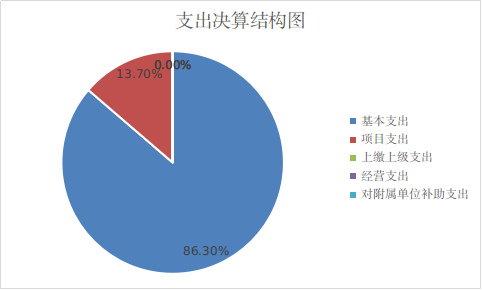 支出决算结构图
0.00%
13.70%
86.30%
基本支出
项目支出
上缴上级支出
经营支出
对附属单位补助支出